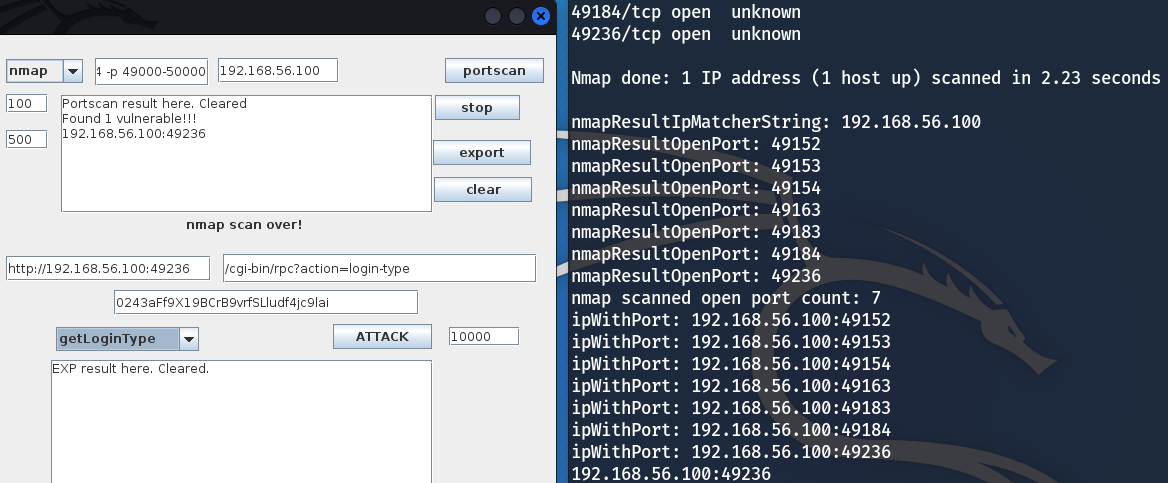 nmap
4 -p 49000-50000
192.168.56.100
portscan
100
500
Portscan result here. Cleared
Found 1 vulnerable!!!
192.168.56.100:49236
stop
export
clear
nmap scan over!
http://192.168.56.100:49236
/cgi-bin/rpc?action=login-type
0243aFf9X19BCrB9vrfSLludf4jc9lai
getLoginType
ATTACK
10000
EXP result here. Cleared.
49184/tcp open  unknown
49236/tcp open  unknown
Nmap done: 1 IP address (1 host up) scanned in 2.23 seconds
nmapResultIpMatcherString: 192.168.56.100
nmapResultOpenPort: 49152
nmapResultOpenPort: 49153
nmapResultOpenPort: 49154
nmapResultOpenPort: 49163
nmapResultOpenPort: 49183
nmapResultOpenPort: 49184
nmapResultOpenPort: 49236
nmap scanned open port count: 7
ipWithPort: 192.168.56.100:49152
ipWithPort: 192.168.56.100:49153
ipWithPort: 192.168.56.100:49154
ipWithPort: 192.168.56.100:49163
ipWithPort: 192.168.56.100:49183
ipWithPort: 192.168.56.100:49184
ipWithPort: 192.168.56.100:49236
192.168.56.100:49236